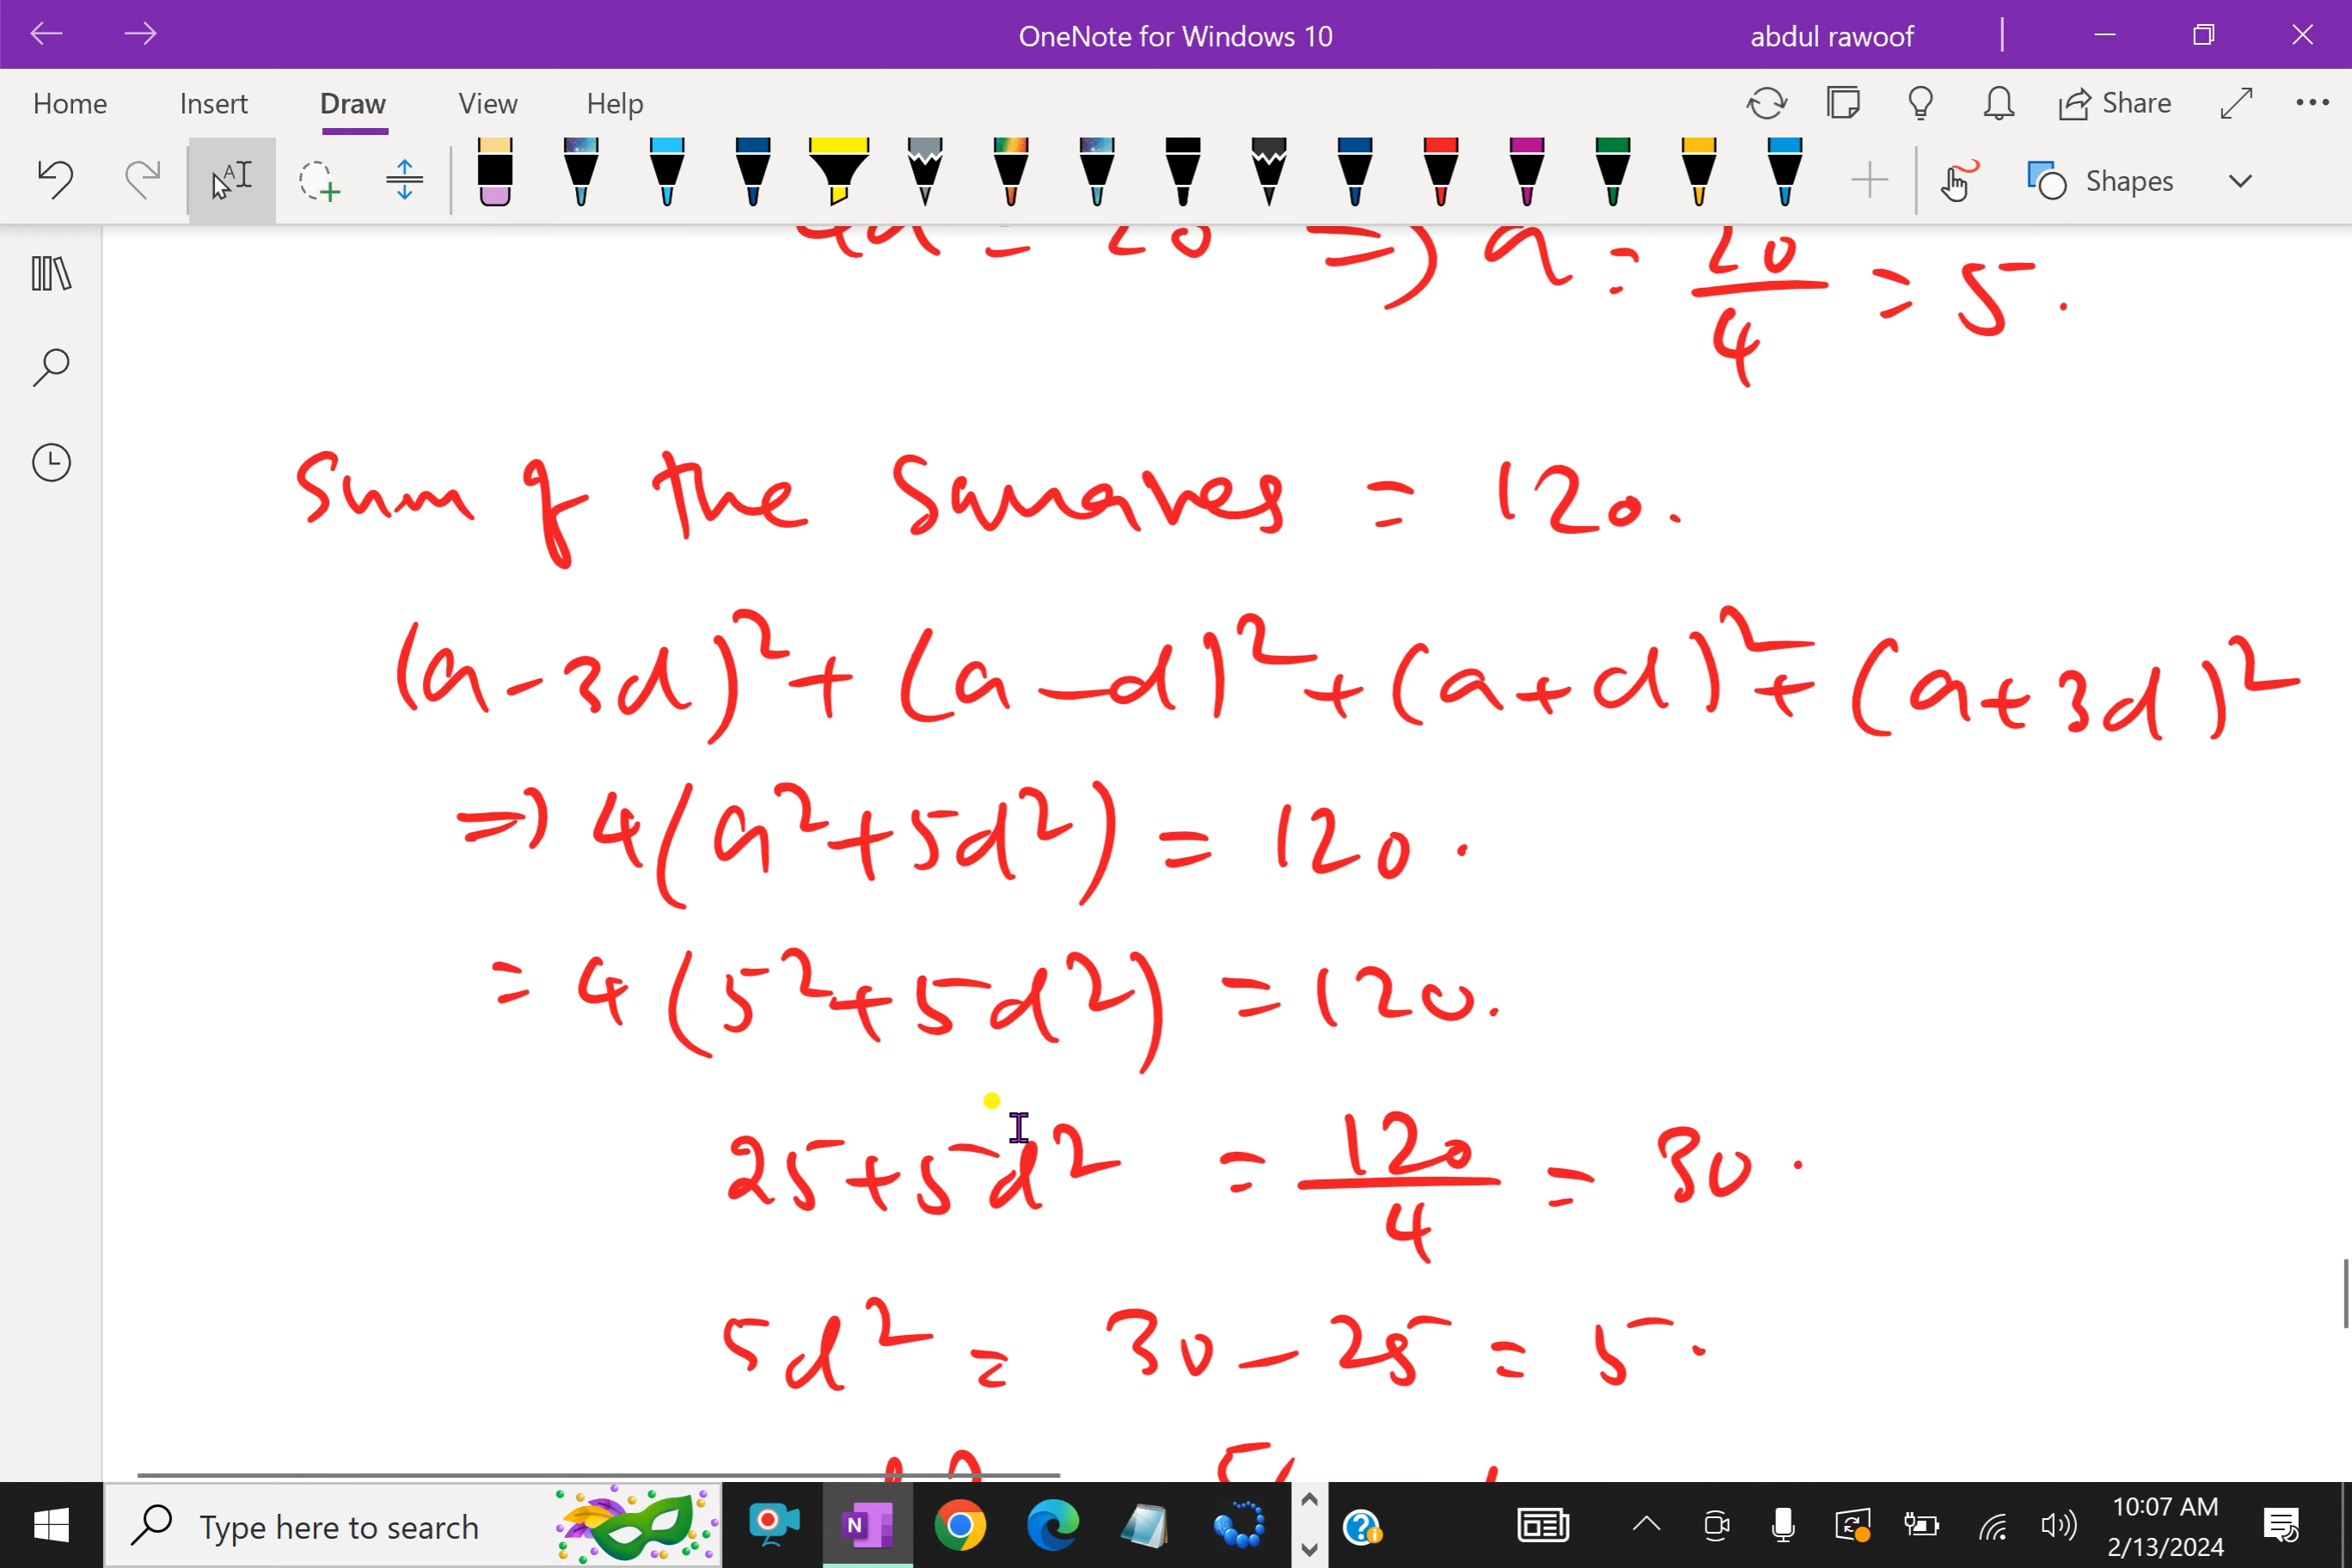 OneNote for Windows 10 abdul rawoof
Home Insert Draw View Help Share
Shapes
4a = 20 => a = 20/4 = 5.
Sum of the Squares = 120.
(a-3d)²+(a-d)²+(a+d)²+(a+3d)²
=> 4(a²+5d²) = 120.
= 4(5²+5d²) = 120.
25+5d² = 120/4 = 30.
5d² = 30-25 = 5.
Type here to search
10:07 AM
2/13/2024